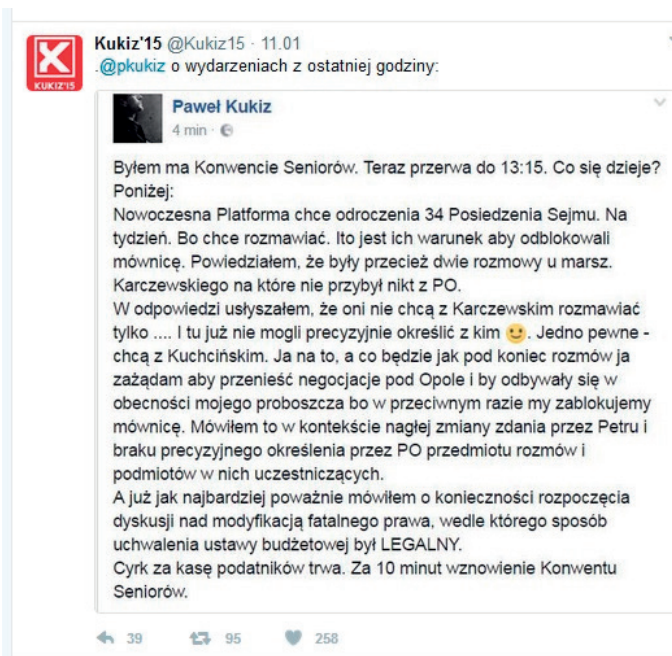 Kukiz'15 @Kukiz15 · 11.01
.@pkukiz o wydarzeniach z ostatniej godziny:
KUKIZ'15
Paweł Kukiz
4 min ·
Byłem ma Konwencie Seniorów. Teraz przerwa do 13:15. Co się dzieje?
Poniżej:
Nowoczesna Platforma chce odroczenia 34 Posiedzenia Sejmu. Na
tydzień. Bo chce rozmawiać. Ito jest ich warunek aby odblokowali
mównicę. Powiedziałem, że były przecież dwie rozmowy u marsz.
Karczewskiego na które nie przybył nikt z PO.
W odpowiedzi usłyszałem, że oni nie chcą z Karczewskim rozmawiać
tylko .... I tu już nie mogli precyzyjnie określić z kim 🙂. Jedno pewne -
chcą z Kuchcińskim. Ja na to, a co będzie jak pod koniec rozmów ja
zażądam aby przenieść negocjacje pod Opole i by odbywały się w
obecności mojego proboszcza bo w przeciwnym razie my zablokujemy
mównicę. Mówiłem to w kontekście nagłej zmiany zdania przez Petru i
braku precyzyjnego określenia przez PO przedmiotu rozmów i
podmiotów w nich uczestniczących.
A już jak najbardziej poważnie mówiłem o konieczności rozpoczęcia
dyskusji nad modyfikacją fatalnego prawa, wedle którego sposób
uchwalenia ustawy budżetowej był LEGALNY.
Cyrk za kasę podatników trwa. Za 10 minut wznowienie Konwentu
Seniorów.
39 95 258